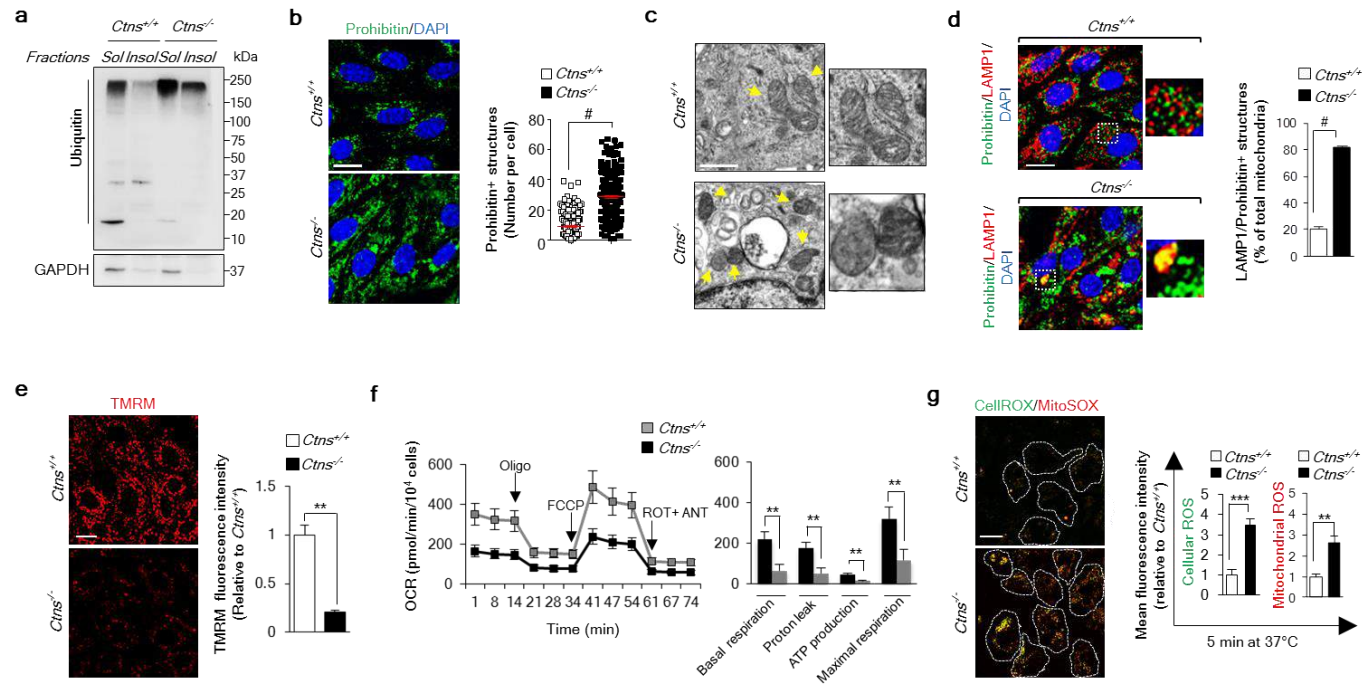 a
Ctns+/+ Ctns-/-
Fractions Sol Insol Sol Insol kDa
250
150
100
75
50
37
25
20
10
Ubiquitin
GAPDH 37
b
Prohibitin/DAPI
Ctns+/+
Ctns-/-
Ctns+/+
Ctns-/-
#
Prohibitin+ structures
(Number per cell)
80
60
40
20
0
c
Ctns+/+
Ctns-/-
d
Ctns+/+
Prohibitin/LAMP1/
DAPI
Ctns-/-
Prohibitin/LAMP1/
DAPI
Ctns+/+
Ctns-/-
#
LAMP1/Prohibitin+ structures
(% of total mitochondria)
100
80
60
40
20
0
e
TMRM
Ctns+/+
Ctns-/-
Ctns+/+
Ctns-/-
**
TMRM fluorescence intensity
(Relative to Ctns+/+)
1.5
1
0.5
0
f
Ctns+/+
Ctns-/-
OCR (pmol/min/10⁴ cells)
600
400
200
0
Oligo
FCCP
ROT+ ANT
1 8 14 21 28 34 41 47 54 61 67 74
Time (min)
600
400
200
0
** ** ** **
Basal respiration
Proton leak
ATP production
Maximal respiration
g
CellROX/MitoSOX
Ctns+/+
Ctns-/-
Mean fluorescence intensity
(relative to Ctns+/+)
Ctns+/+
Ctns-/-
Cellular ROS
5
4
3
2
1
0
***
Ctns+/+
Ctns-/-
Mitochondrial ROS
5
4
3
2
1
0
**
5 min at 37°C